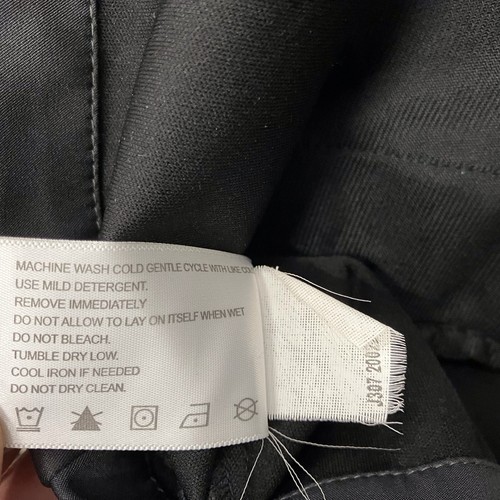 MACHINE WASH COLD GENTLE CYCLE WITH LIKE
USE MILD DETERGENT.
REMOVE IMMEDIATELY
DO NOT ALLOW TO LAY ON ITSELF WHEN WET
DO NOT BLEACH.
TUMBLE DRY LOW.
COOL IRON IF NEEDED
DO NOT DRY CLEAN.
J307